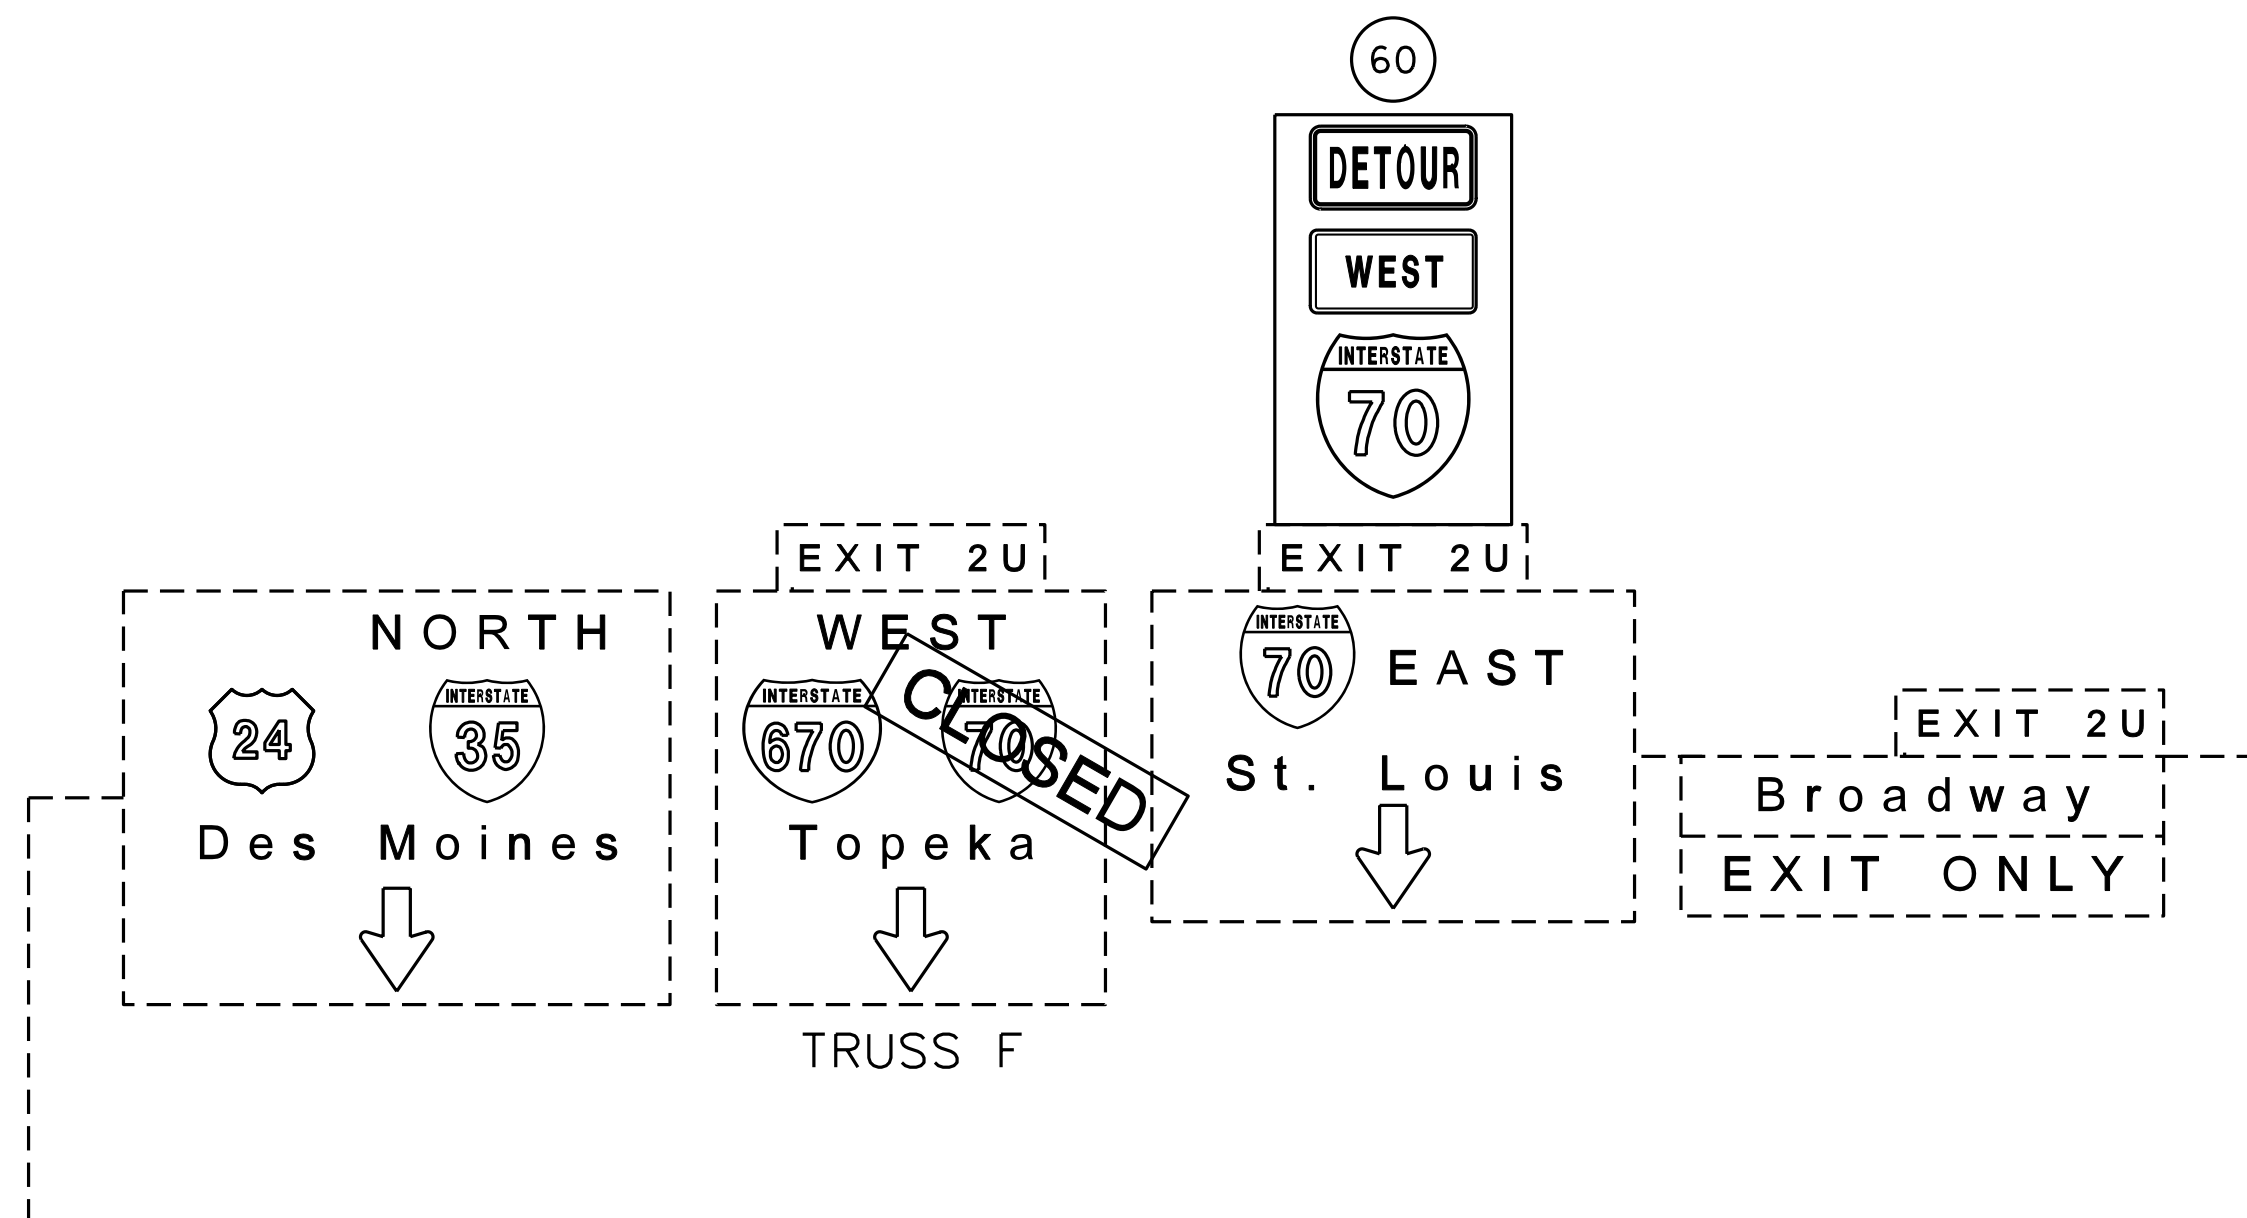 60
DETOUR
WEST
INTERSTATE
70
EXIT 2U
EXIT 2U
NORTH
24
INTERSTATE
35
Des Moines
WEST
INTERSTATE
670
INTERSTATE
70
CLOSED
Topeka
INTERSTATE
70
EAST
St. Louis
EXIT 2U
Broadway
EXIT ONLY
TRUSS F